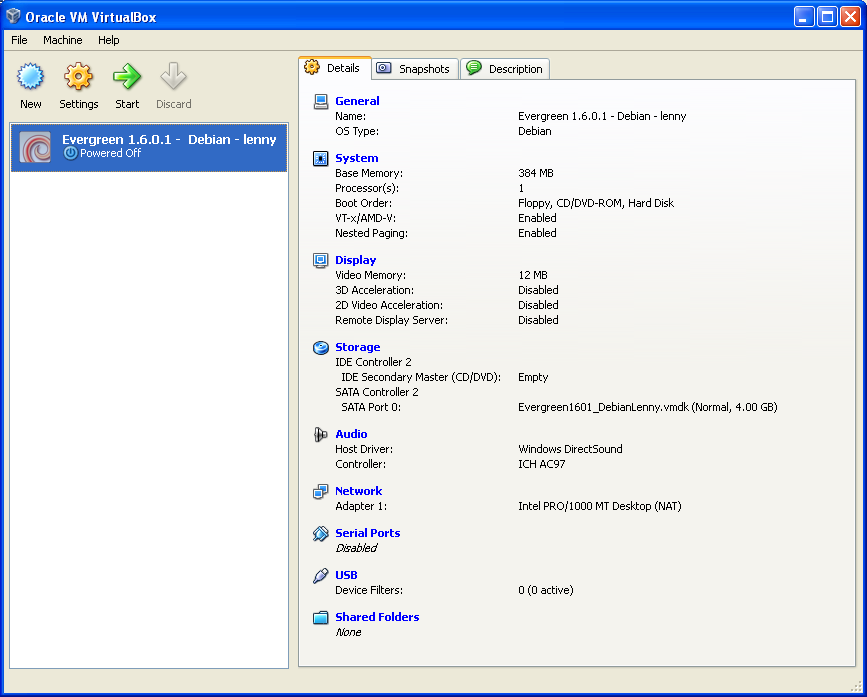 Oracle VM VirtualBox
File Machine Help
New Settings Start Discard
Evergreen 1.6.0.1 - Debian - lenny
Powered Off
Details Snapshots Description
General
Name: Evergreen 1.6.0.1 - Debian - lenny
OS Type: Debian
System
Base Memory: 384 MB
Processor(s): 1
Boot Order: Floppy, CD/DVD-ROM, Hard Disk
VT-x/AMD-V: Enabled
Nested Paging: Enabled
Display
Video Memory: 12 MB
3D Acceleration: Disabled
2D Video Acceleration: Disabled
Remote Display Server: Disabled
Storage
IDE Controller 2
IDE Secondary Master (CD/DVD): Empty
SATA Controller 2
SATA Port 0: Evergreen1601_DebianLenny.vmdk (Normal, 4.00 GB)
Audio
Host Driver: Windows DirectSound
Controller: ICH AC97
Network
Adapter 1: Intel PRO/1000 MT Desktop (NAT)
Serial Ports
Disabled
USB
Device Filters: 0 (0 active)
Shared Folders
None